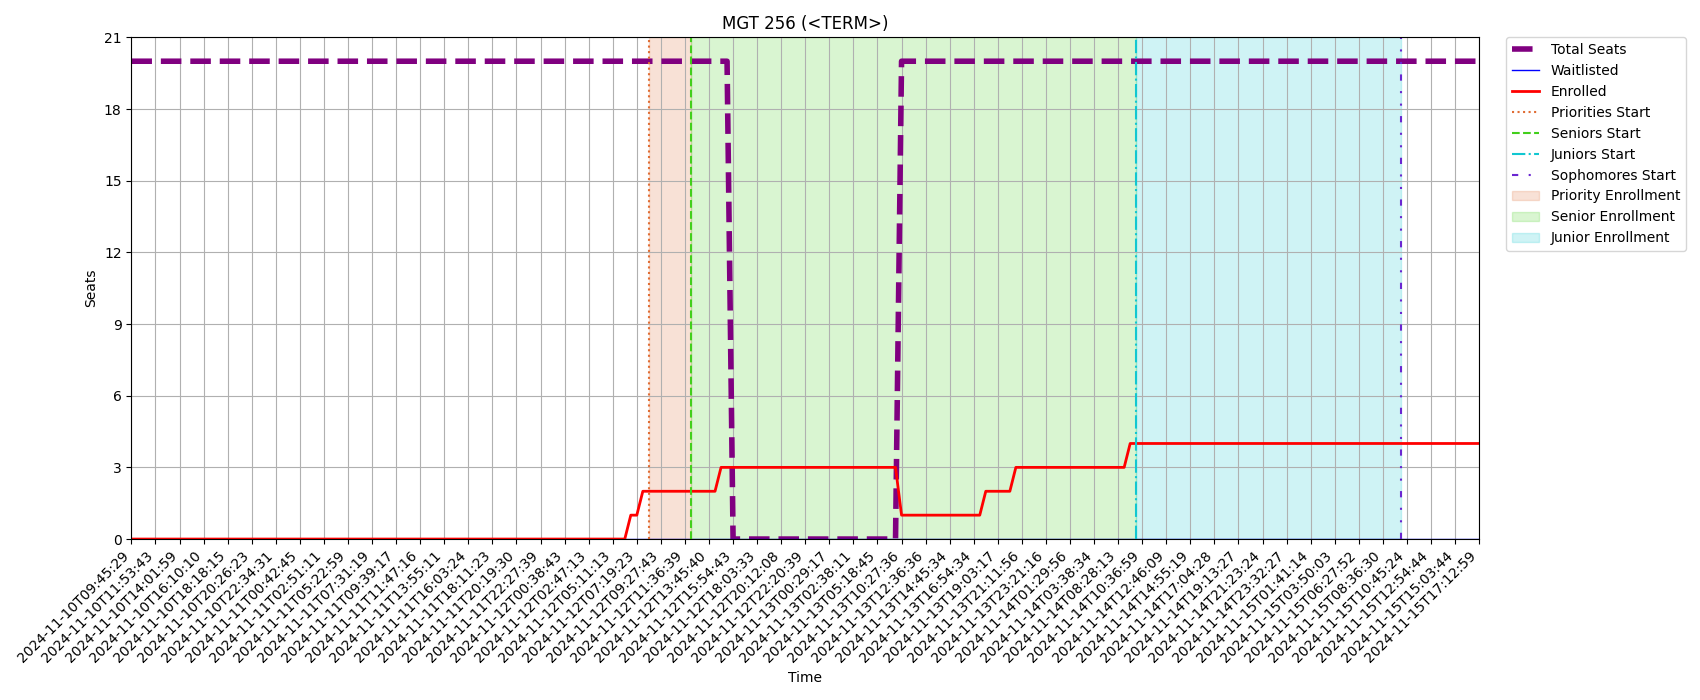 MGT 256 (<TERM>)
21
18
15
12
9
6
3
0
Seats
2024-11-10T09:45:29
2024-11-10T11:53:43
2024-11-10T14:01:59
2024-11-10T16:10:10
2024-11-10T18:18:15
2024-11-10T20:26:23
2024-11-10T22:34:31
2024-11-11T00:42:45
2024-11-11T02:51:11
2024-11-11T05:22:59
2024-11-11T07:31:19
2024-11-11T09:39:17
2024-11-11T11:47:16
2024-11-11T13:55:11
2024-11-11T16:03:24
2024-11-11T18:11:23
2024-11-11T20:19:30
2024-11-11T22:27:39
2024-11-12T00:38:43
2024-11-12T02:47:13
2024-11-12T05:11:13
2024-11-12T07:19:23
2024-11-12T09:27:43
2024-11-12T11:36:39
2024-11-12T13:45:40
2024-11-12T15:54:43
2024-11-12T18:03:33
2024-11-12T20:12:08
2024-11-12T22:20:39
2024-11-13T00:29:17
2024-11-13T02:38:11
2024-11-13T05:18:45
2024-11-13T10:27:36
2024-11-13T12:36:36
2024-11-13T14:45:34
2024-11-13T16:54:34
2024-11-13T19:03:17
2024-11-13T21:11:56
2024-11-13T23:21:16
2024-11-14T01:29:56
2024-11-14T03:38:34
2024-11-14T08:28:13
2024-11-14T10:36:59
2024-11-14T12:46:09
2024-11-14T14:55:19
2024-11-14T17:04:28
2024-11-14T19:13:27
2024-11-14T21:23:24
2024-11-14T23:32:27
2024-11-15T01:41:14
2024-11-15T03:50:03
2024-11-15T06:27:52
2024-11-15T08:36:30
2024-11-15T10:45:24
2024-11-15T12:54:44
2024-11-15T15:03:44
2024-11-15T17:12:59
Time
Total Seats
Waitlisted
Enrolled
Priorities Start
Seniors Start
Juniors Start
Sophomores Start
Priority Enrollment
Senior Enrollment
Junior Enrollment